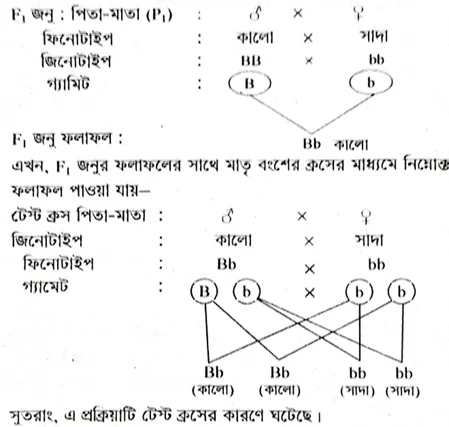 F₁ জনু : পিতা-মাতা (P₁) : ♂ × ♀
ফিনোটাইপ : কালো × সাদা
জিনোটাইপ : BB × bb
গ্যামিট : B b
F₁ জনু ফলাফল : Bb কালো
এখন, F₁ জনুর ফলাফলের সাথে মাতৃ বংশের ক্রসের মাধ্যমে নিম্নোক্ত
ফলাফল পাওয়া যায়–
টেস্ট ক্রস পিতা-মাতা : ♂ × ♀
জিনোটাইপ : কালো × সাদা
ফিনোটাইপ : Bb × bb
গ্যামেট : B b × b b
Bb Bb bb bb
(কালো) (কালো) (সাদা) (সাদা)
সুতরাং, এ প্রক্রিয়াটি টেস্ট ক্রসের কারণে ঘটেছে।